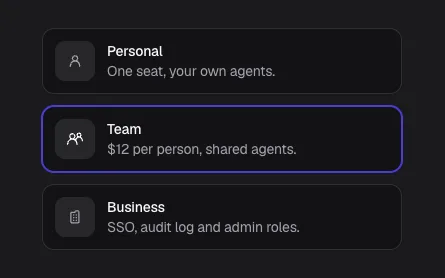 Personal
One seat, your own agents.
Team
$12 per person, shared agents.
Business
SSO, audit log and admin roles.